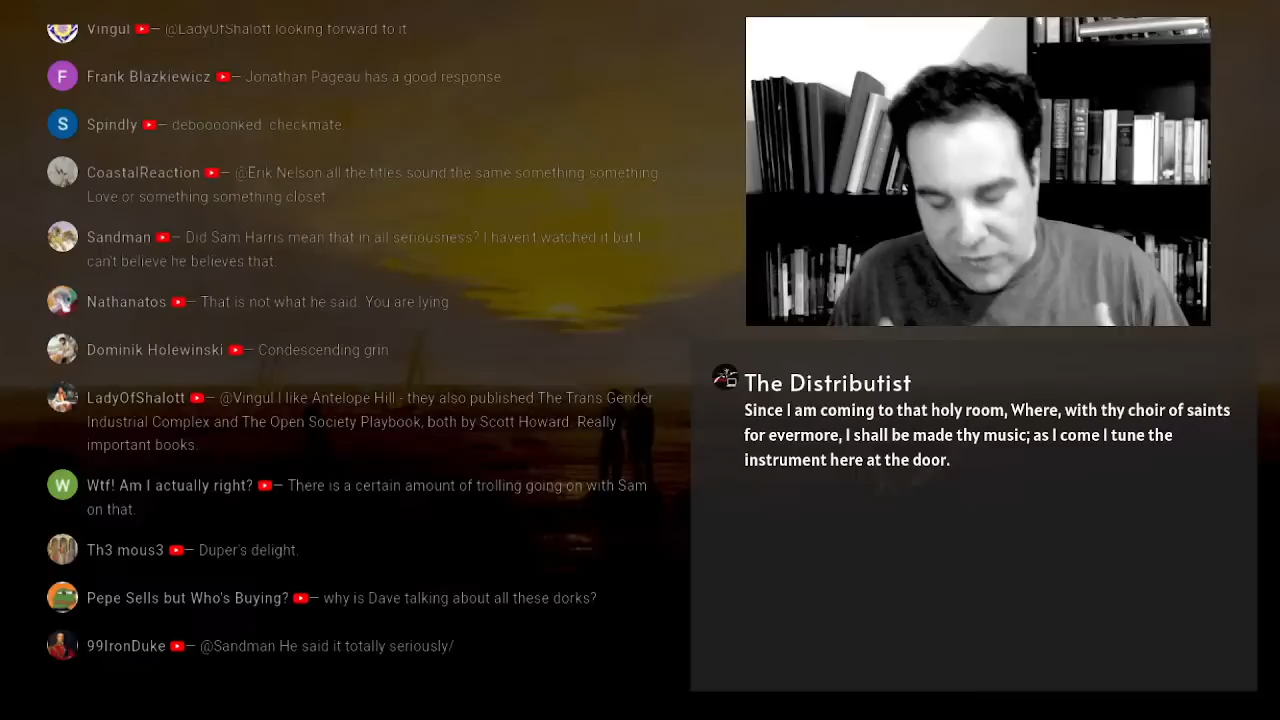 Vingul — @LadyOfShalott looking forward to it
F Frank Blazkiewicz — Jonathan Pageau has a good response
S Spindly — deboooonked. checkmate.
CoastalReaction — @Erik Nelson all the titles sound the same something something
Love or something something closet
Sandman — Did Sam Harris mean that in all seriousness? I haven't watched it but I
can't believe he believes that.
Nathanatos — That is not what he said. You are lying
Dominik Holewinski — Condescending grin
LadyOfShalott — @Vingul I like Antelope Hill - they also published The Trans Gender
Industrial Complex and The Open Society Playbook, both by Scott Howard. Really
important books.
W Wtf! Am I actually right? — There is a certain amount of trolling going on with Sam
on that.
Th3 mous3 — Duper's delight.
Pepe Sells but Who's Buying? — why is Dave talking about all these dorks?
99IronDuke — @Sandman He said it totally seriously/
The Distributist
Since I am coming to that holy room, Where, with thy choir of saints
for evermore, I shall be made thy music; as I come I tune the
instrument here at the door.